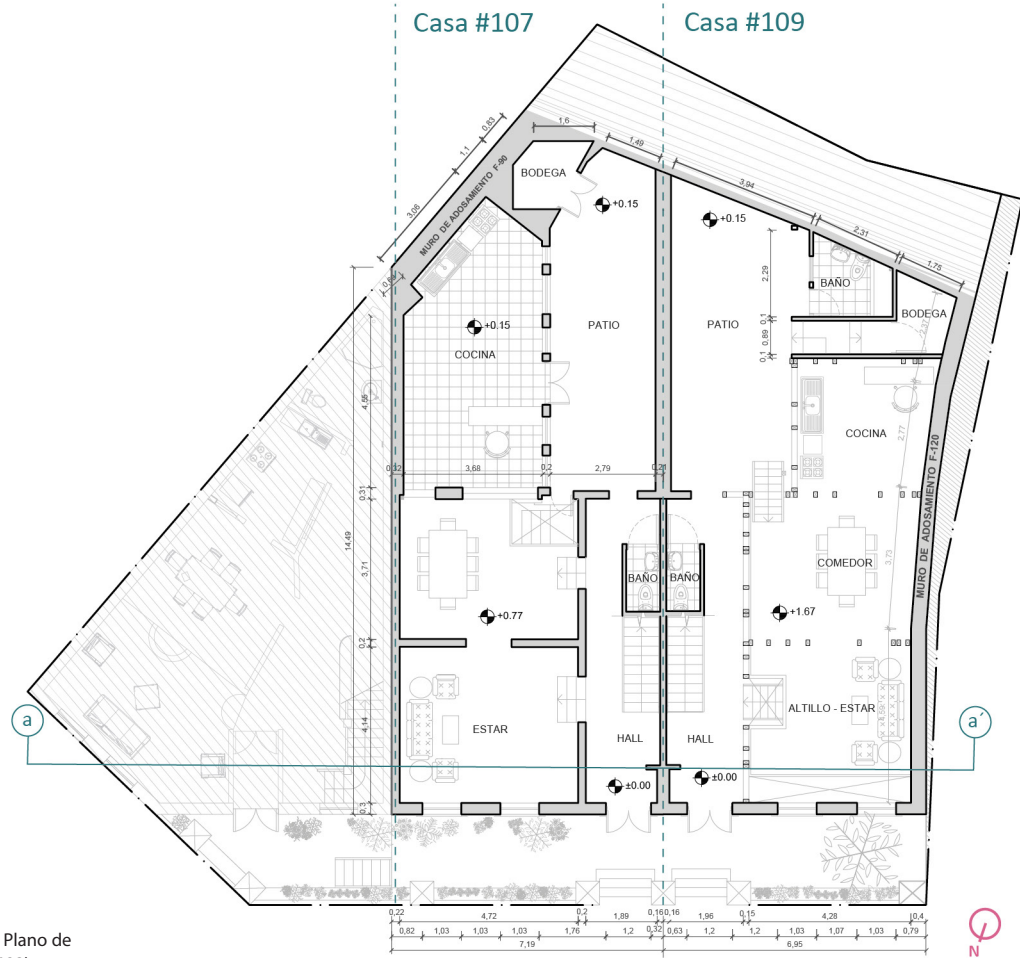 Casa #107
Casa #109
1,6
0,83
1,1
3,06
MURO DE ADOSAMIENTO F-90
BODEGA
1,49
+0.15
3,94
+0.15
2,31
1,75
2,29
BAÑO
BODEGA
0,1
0,89
0,1
+0.15
COCINA
PATIO
PATIO
4,55
COCINA
2,77
MURO DE ADOSAMIENTO F-120
0,32
3,68
0,2
2,79
0,21
0,31
14,49
3,71
COMEDOR
3,73
BAÑO
BAÑO
+0.77
+1.67
0,2
a
a´
4,14
ESTAR
HALL
HALL
ALTILLO - ESTAR
±0.00
±0.00
0,3
0,22
4,72
0,2
1,89
0,16
0,16
1,96
0,15
4,28
0,4
0,82
1,03
1,03
1,03
1,76
1,2
0,32
0,63
1,2
1,2
1,03
1,07
1,03
0,79
7,19
6,95
N
Plano de